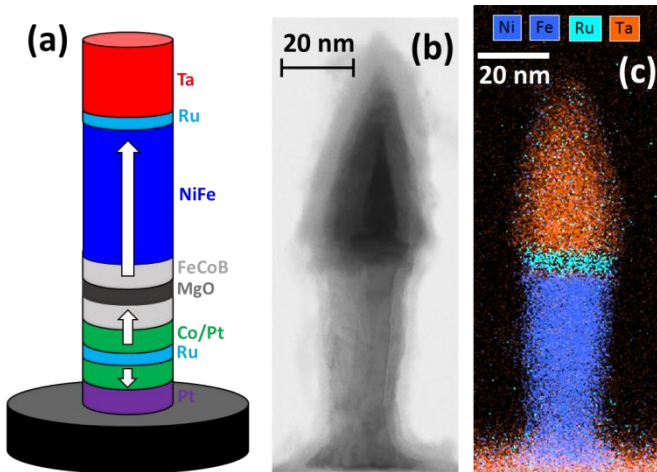 (a)
Ta
Ru
NiFe
FeCoB
MgO
Co/Pt
Ru
Pt
20 nm
(b)
Ni Fe Ru Ta
20 nm
(c)